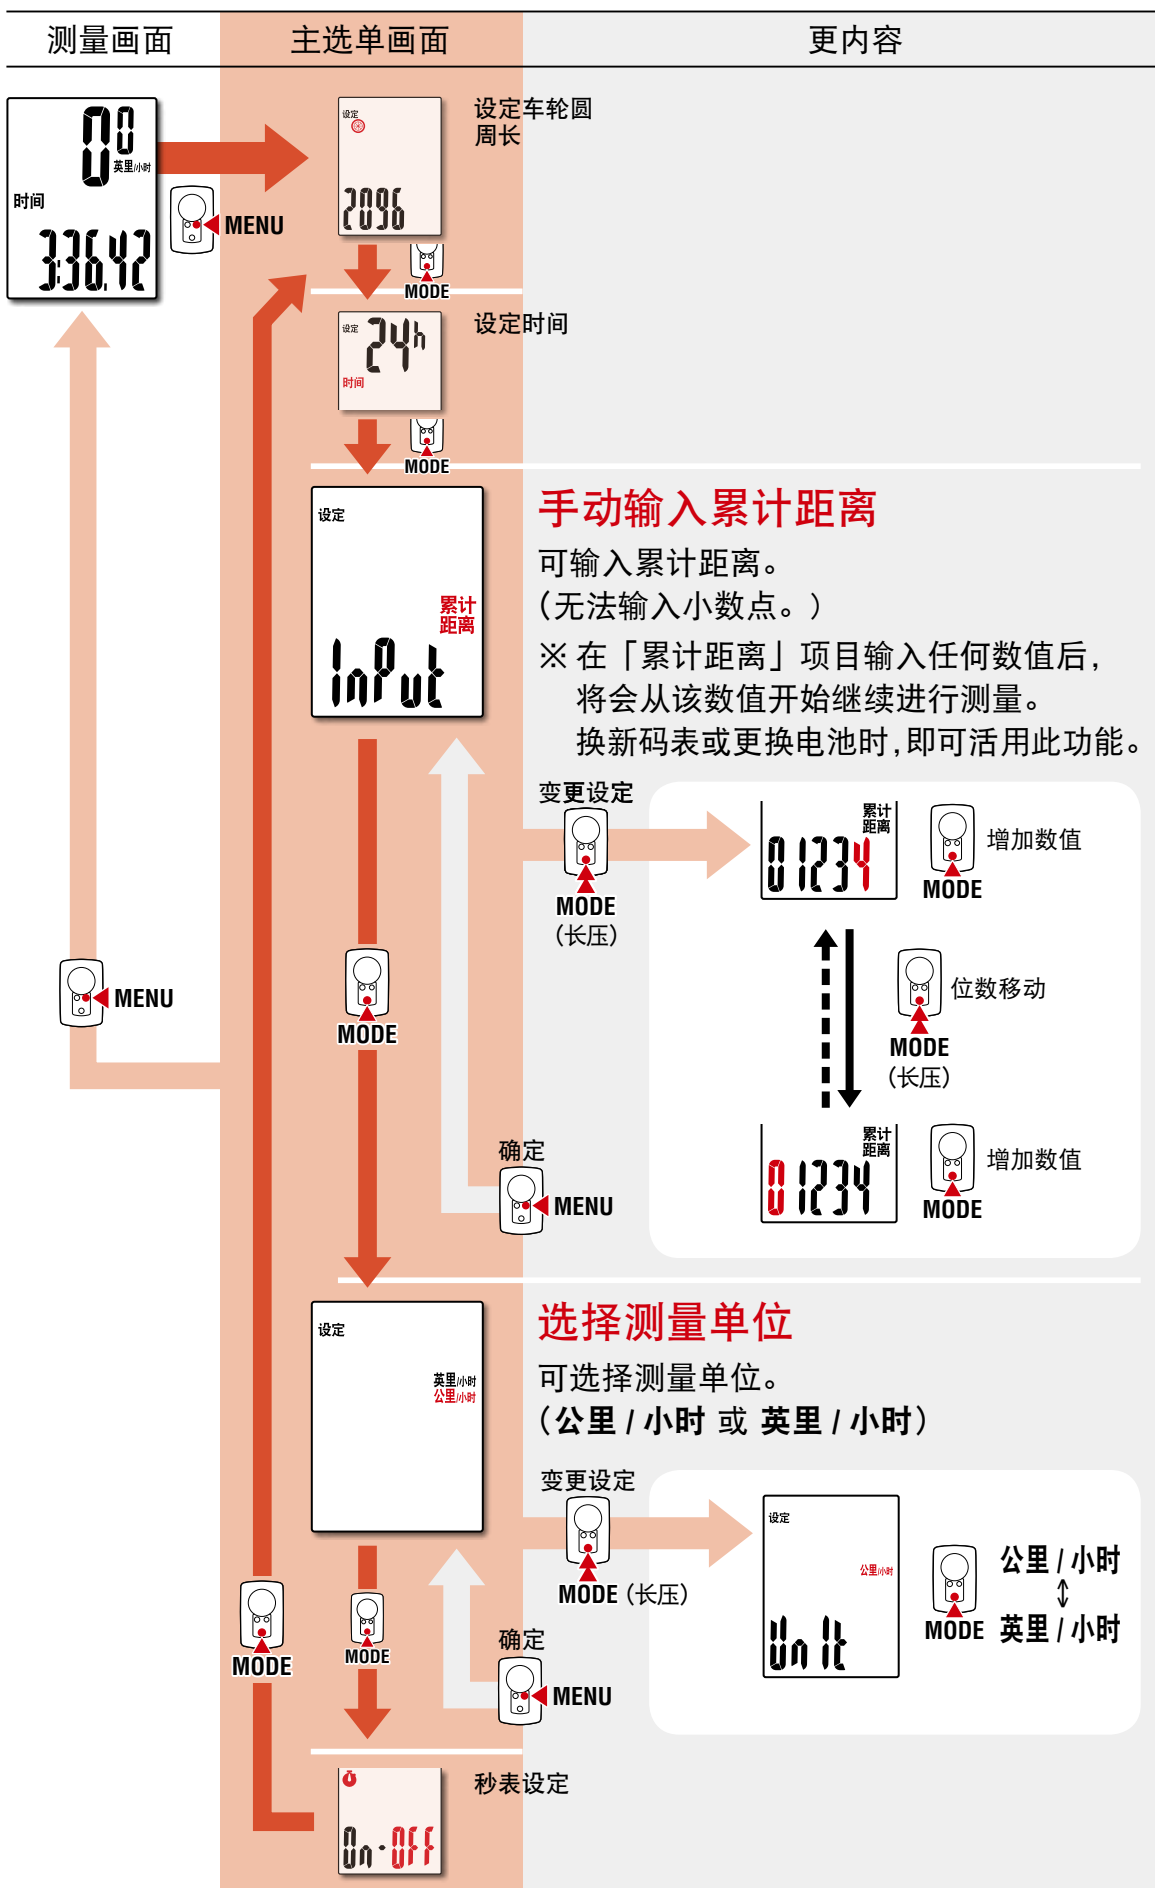 测量画面
主选单画面
更内容
0.0
英里/小时
时间
3:36.42
MENU
设定
2096
设定车轮圆
周长
MODE
设定
24h
时间
设定时间
MODE
设定
累计
距离
InPut
手动输入累计距离
可输入累计距离。
(无法输入小数点。)
※ 在「累计距离」项目输入任何数值后,
将会从该数值开始继续进行测量。
换新码表或更换电池时,即可活用此功能。
变更设定
MODE
(长压)
累计
距离
01234
MODE
增加数值
MENU
MODE
位数移动
MODE
(长压)
确定
MENU
累计
距离
01234
MODE
增加数值
设定
英里/小时
公里/小时
选择测量单位
可选择测量单位。
(公里 / 小时 或 英里 / 小时)
变更设定
MODE (长压)
设定
公里/小时
Unit
MODE
公里 / 小时
⇕
英里 / 小时
MODE
MODE
确定
MENU
On-OFF
秒表设定